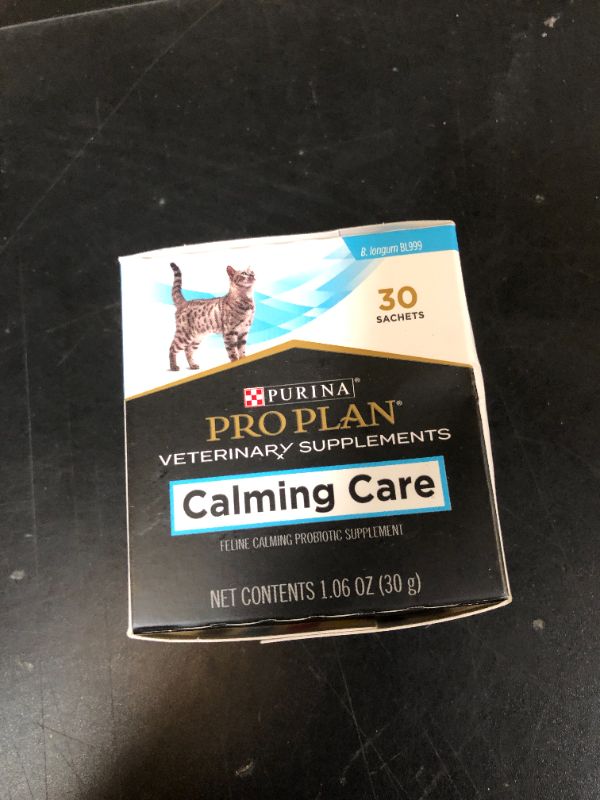 B. longum BL999
30
SACHETS
PURINA®
PRO PLAN®
VETERINARY SUPPLEMENTS
Calming Care
FELINE CALMING PROBIOTIC SUPPLEMENT
NET CONTENTS 1.06 OZ (30 g)